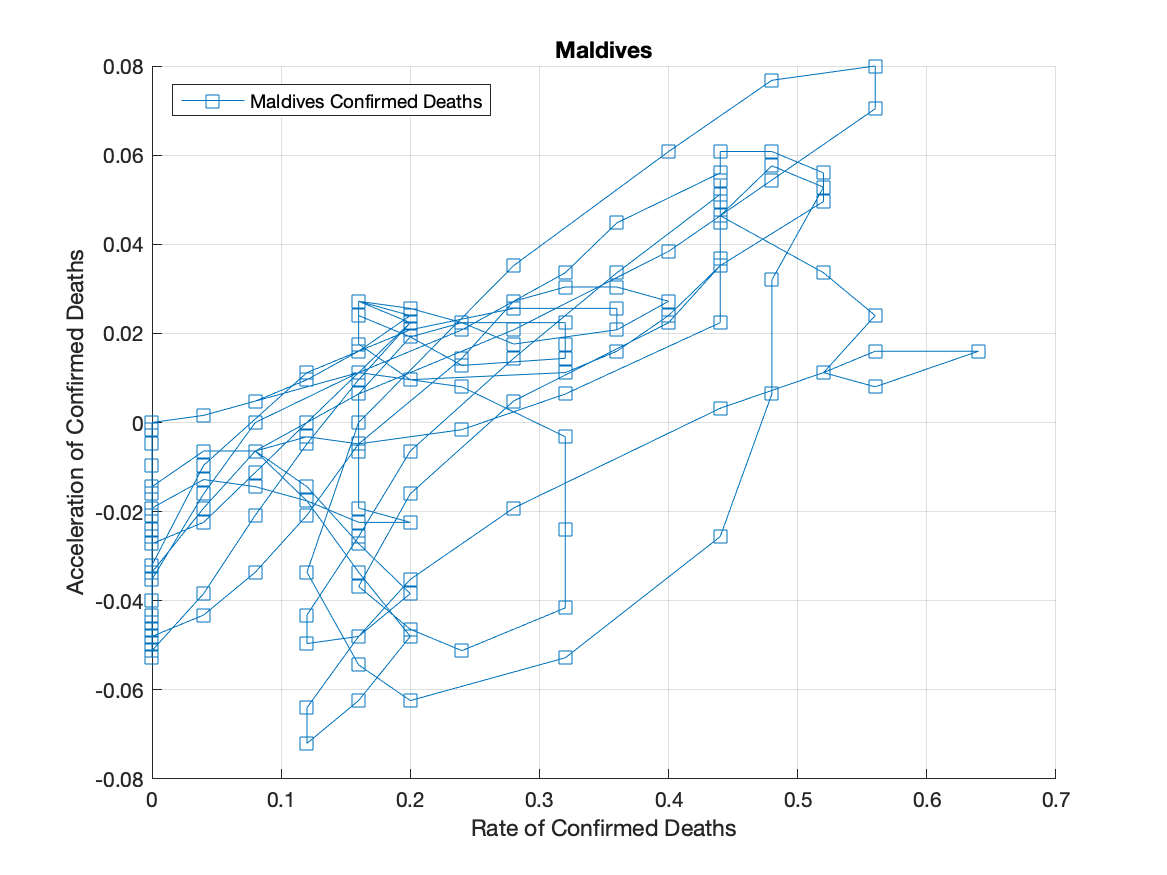 Maldives
Maldives Confirmed Deaths
0.08
0.06
0.04
0.02
0
-0.02
-0.04
-0.06
-0.08
Acceleration of Confirmed Deaths
0 0.1 0.2 0.3 0.4 0.5 0.6 0.7
Rate of Confirmed Deaths